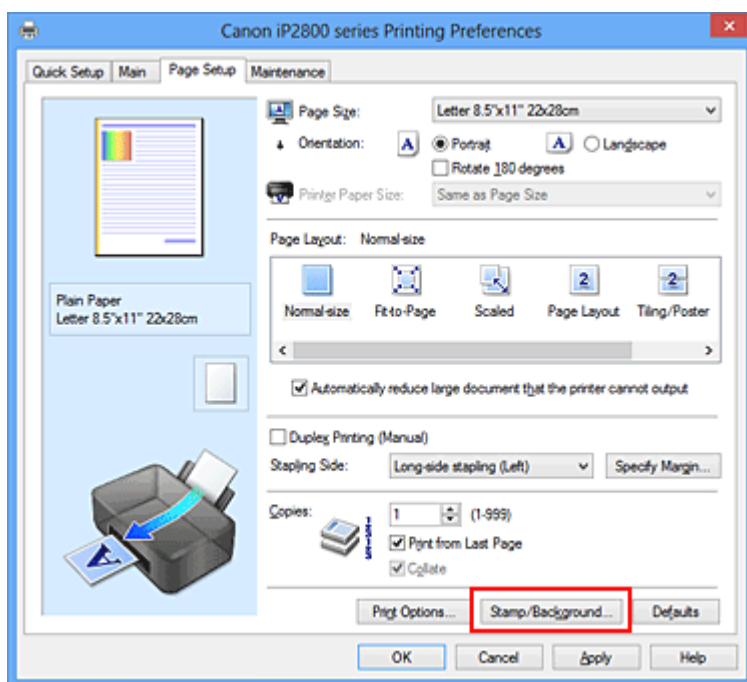 Canon iP2800 series Printing Preferences
Quick Setup Main Page Setup Maintenance
Page Size: Letter 8.5"x11" 22x28cm
Orientation: A Portrait A Landscape
Rotate 180 degrees
Printer Paper Size: Same as Page Size
Page Layout: Normal-size
2 2
Normal-size Fit-to-Page Scaled Page Layout Tiling/Poster
Plain Paper
Letter 8.5"x11" 22x28cm
Automatically reduce large document that the printer cannot output
Duplex Printing (Manual)
Stapling Side: Long-side stapling (Left) Specify Margin...
Copies: 1 (1-999)
Print from Last Page
Collate
A
Print Options... Stamp/Background... Defaults
OK Cancel Apply Help